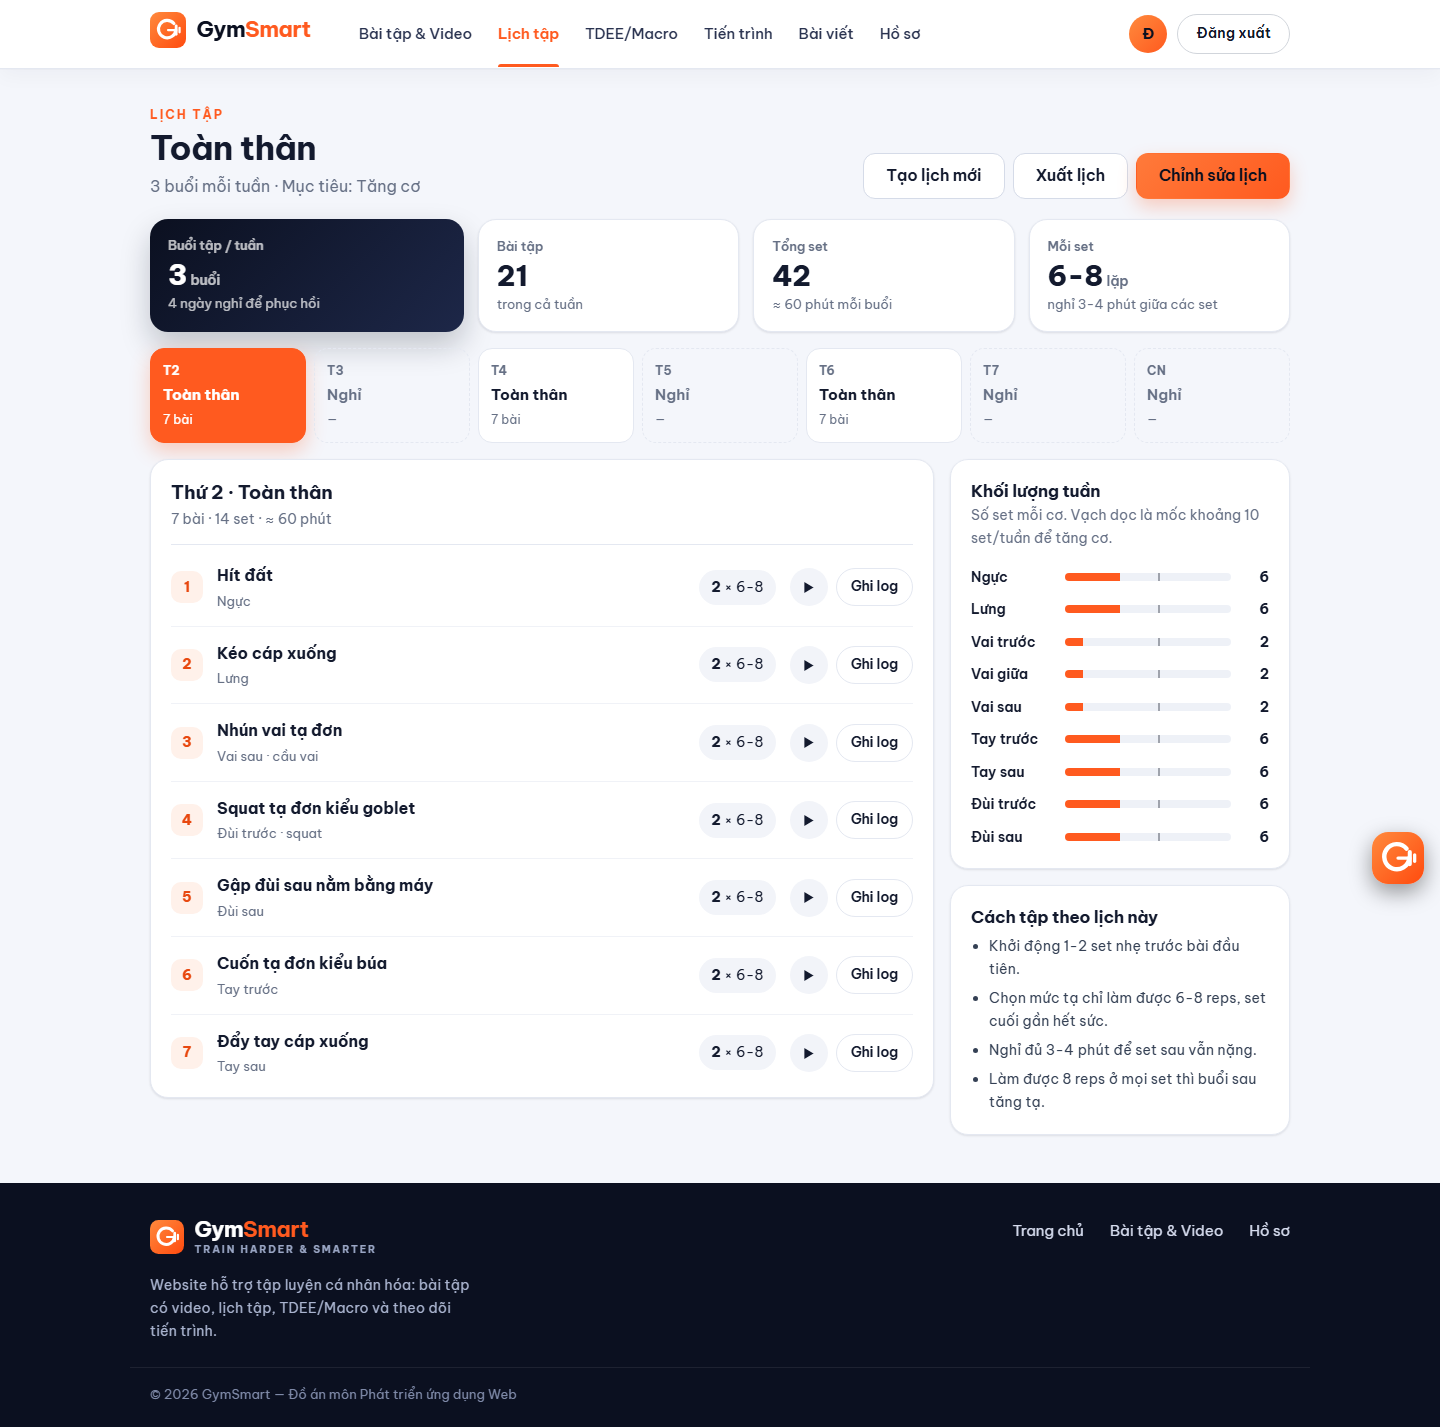 GymSmart
Bài tập & Video
Lịch tập
TDEE/Macro
Tiến trình
Bài viết
Hồ sơ
Đ
Đăng xuất
LỊCH TẬP
Toàn thân
3 buổi mỗi tuần · Mục tiêu: Tăng cơ
Tạo lịch mới
Xuất lịch
Chỉnh sửa lịch
Buổi tập / tuần
3 buổi
4 ngày nghỉ để phục hồi
Bài tập
21
trong cả tuần
Tổng set
42
≈ 60 phút mỗi buổi
Mỗi set
6-8 lặp
nghỉ 3-4 phút giữa các set
T2
Toàn thân
7 bài
T3
Nghỉ
—
T4
Toàn thân
7 bài
T5
Nghỉ
—
T6
Toàn thân
7 bài
T7
Nghỉ
—
CN
Nghỉ
—
Thứ 2 · Toàn thân
7 bài · 14 set · ≈ 60 phút
1
Hít đất
Ngực
2 × 6-8
Ghi log
2
Kéo cáp xuống
Lưng
2 × 6-8
Ghi log
3
Nhún vai tạ đơn
Vai sau · cầu vai
2 × 6-8
Ghi log
4
Squat tạ đơn kiểu goblet
Đùi trước · squat
2 × 6-8
Ghi log
5
Gập đùi sau nằm bằng máy
Đùi sau
2 × 6-8
Ghi log
6
Cuốn tạ đơn kiểu búa
Tay trước
2 × 6-8
Ghi log
7
Đẩy tay cáp xuống
Tay sau
2 × 6-8
Ghi log
Khối lượng tuần
Số set mỗi cơ. Vạch dọc là mốc khoảng 10
set/tuần để tăng cơ.
Ngực 6
Lưng 6
Vai trước 2
Vai giữa 2
Vai sau 2
Tay trước 6
Tay sau 6
Đùi trước 6
Đùi sau 6
Cách tập theo lịch này
• Khởi động 1-2 set nhẹ trước bài đầu
tiên.
• Chọn mức tạ chỉ làm được 6-8 reps, set
cuối gần hết sức.
• Nghỉ đủ 3-4 phút để set sau vẫn nặng.
• Làm được 8 reps ở mọi set thì buổi sau
tăng tạ.
GymSmart
TRAIN HARDER & SMARTER
Trang chủ
Bài tập & Video
Hồ sơ
Website hỗ trợ tập luyện cá nhân hóa: bài tập
có video, lịch tập, TDEE/Macro và theo dõi
tiến trình.
© 2026 GymSmart — Đồ án môn Phát triển ứng dụng Web